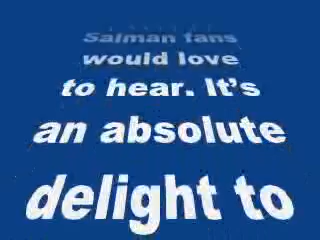 Salman fans
would love
to hear. It's
an absolute
delight to